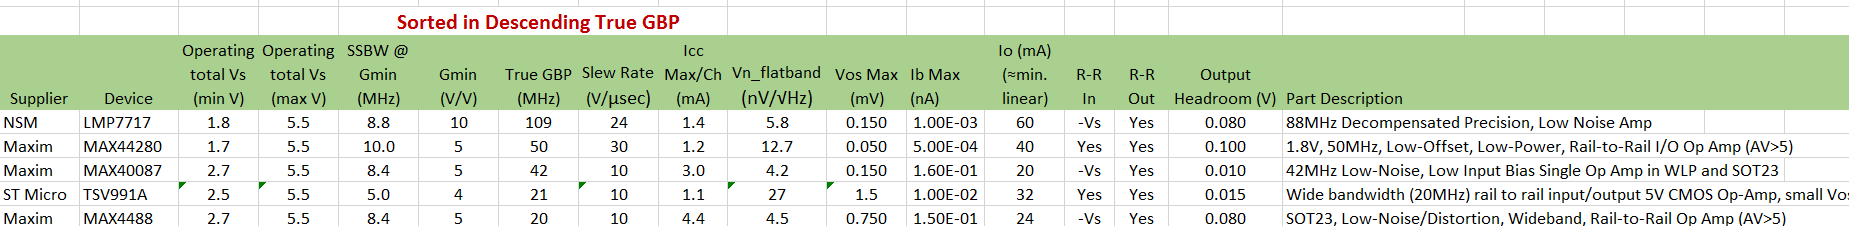 Sorted in Descending True GBP
Operating Operating SSBW @ Icc Io (mA)
total Vs total Vs Gmin Gmin True GBP Slew Rate Max/Ch Vn_flatband Vos Max Ib Max (≈min. R-R R-R Output
Supplier Device (min V) (max V) (MHz) (V/V) (MHz) (V/µsec) (mA) (nV/√Hz) (mV) (nA) linear) In Out Headroom (V) Part Description
NSM LMP7717 1.8 5.5 8.8 10 109 24 1.4 5.8 0.150 1.00E-03 60 -Vs Yes 0.080 88MHz Decompensated Precision, Low Noise Amp
Maxim MAX44280 1.7 5.5 10.0 5 50 30 1.2 12.7 0.050 5.00E-04 40 Yes Yes 0.100 1.8V, 50MHz, Low-Offset, Low-Power, Rail-to-Rail I/O Op Amp (AV>5)
Maxim MAX40087 2.7 5.5 8.4 5 42 10 3.0 4.2 0.150 1.60E-01 20 -Vs Yes 0.010 42MHz Low-Noise, Low Input Bias Single Op Amp in WLP and SOT23
ST Micro TSV991A 2.5 5.5 5.0 4 21 10 1.1 27 1.5 1.00E-02 32 Yes Yes 0.015 Wide bandwidth (20MHz) rail to rail input/output 5V CMOS Op-Amp, small Vos
Maxim MAX4488 2.7 5.5 8.4 5 20 10 4.4 4.5 0.750 1.50E-01 24 -Vs Yes 0.080 SOT23, Low-Noise/Distortion, Wideband, Rail-to-Rail Op Amp (AV>5)